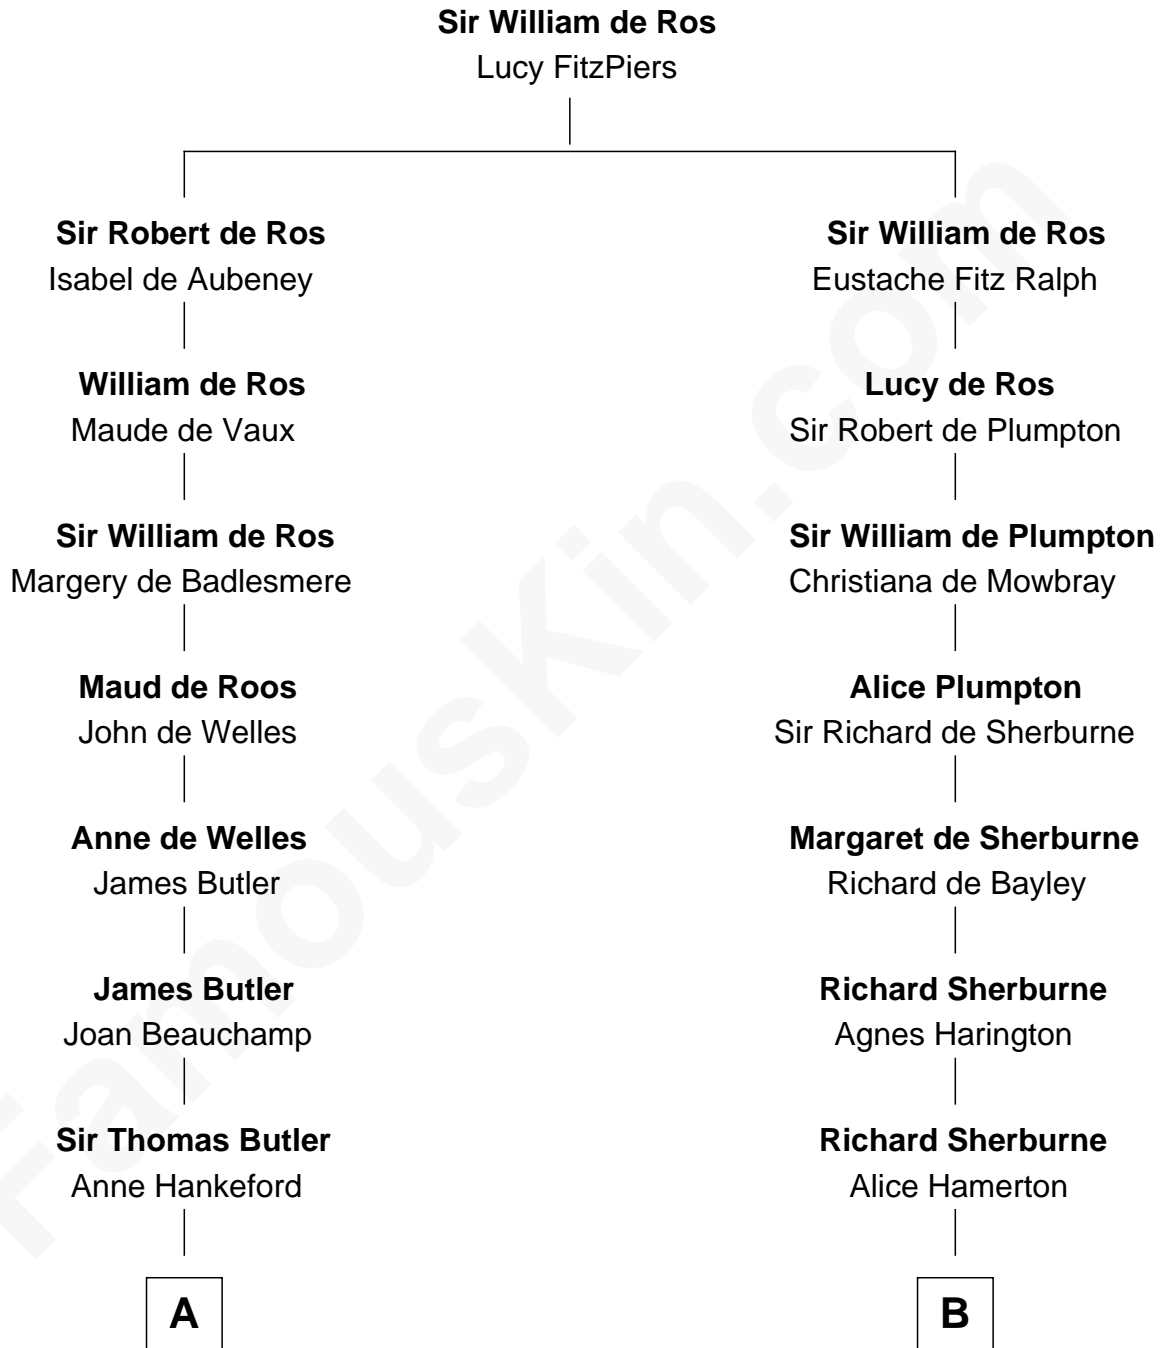 Sir William de Ros
Lucy FitzPiers
Sir Robert de Ros
Isabel de Aubeney
Sir William de Ros
Eustache Fitz Ralph
William de Ros
Maude de Vaux
Lucy de Ros
Sir Robert de Plumpton
Sir William de Ros
Margery de Badlesmere
Sir William de Plumpton
Christiana de Mowbray
Maud de Roos
John de Welles
Alice Plumpton
Sir Richard de Sherburne
Anne de Welles
James Butler
Margaret de Sherburne
Richard de Bayley
James Butler
Joan Beauchamp
Richard Sherburne
Agnes Harington
Sir Thomas Butler
Anne Hankeford
Richard Sherburne
Alice Hamerton
A
B
FamousKin.com